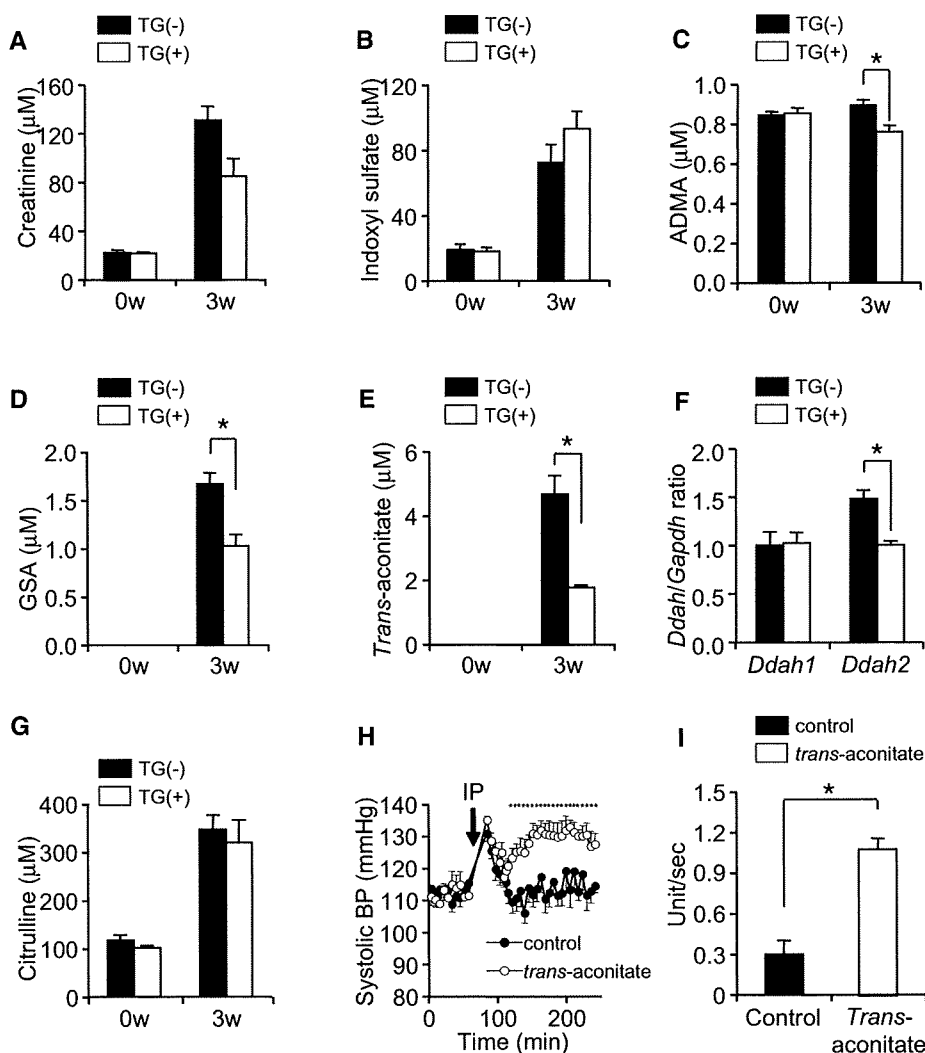 A
TG(-)
TG(+)
Creatinine (μM)
160
120
80
40
0
0w
3w
B
TG(-)
TG(+)
Indoxyl sulfate (μM)
120
80
40
0
0w
3w
C
TG(-)
TG(+)
ADMA (μM)
1.0
0.8
0.6
0.4
0.2
0.0
*
0w
3w
D
TG(-)
TG(+)
GSA (μM)
2.0
1.5
1.0
0.5
0.0
*
0w
3w
E
TG(-)
TG(+)
Trans-aconitate (μM)
6
4
2
0
*
0w
3w
F
TG(-)
TG(+)
Ddah/Gapdh ratio
2.0
1.5
1.0
0.5
0.0
*
Ddah1
Ddah2
G
TG(-)
TG(+)
Citrulline (μM)
400
300
200
100
0
0w
3w
H
IP
Systolic BP (mmHg)
140
130
120
110
100
90
80
control
trans-aconitate
0
100
200
Time (min)
I
control
trans-aconitate
Unit/sec
1.5
1.2
0.9
0.6
0.3
0
*
Control
Trans-
aconitate